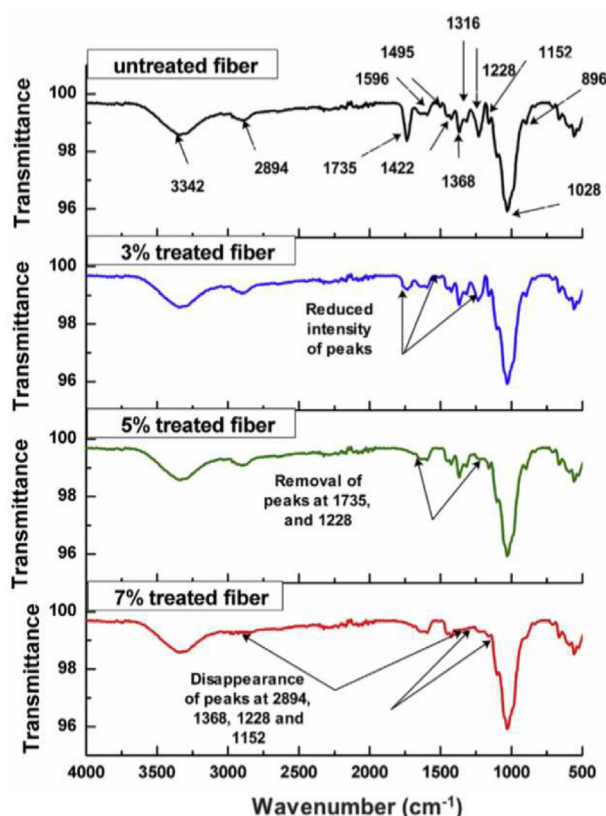 untreated fiber
1316
1495
1152
1596
1228
896
1735
1422
1368
3342
2894
1028
Transmittance
100
98
96
3% treated fiber
Reduced
intensity
of peaks
Transmittance
100
98
96
5% treated fiber
Removal of
peaks at 1735,
and 1228
Transmittance
100
98
96
7% treated fiber
Disappearance
of peaks at 2894,
1368, 1228 and
1152
Transmittance
100
98
96
4000 3500 3000 2500 2000 1500 1000 500
Wavenumber (cm⁻¹)